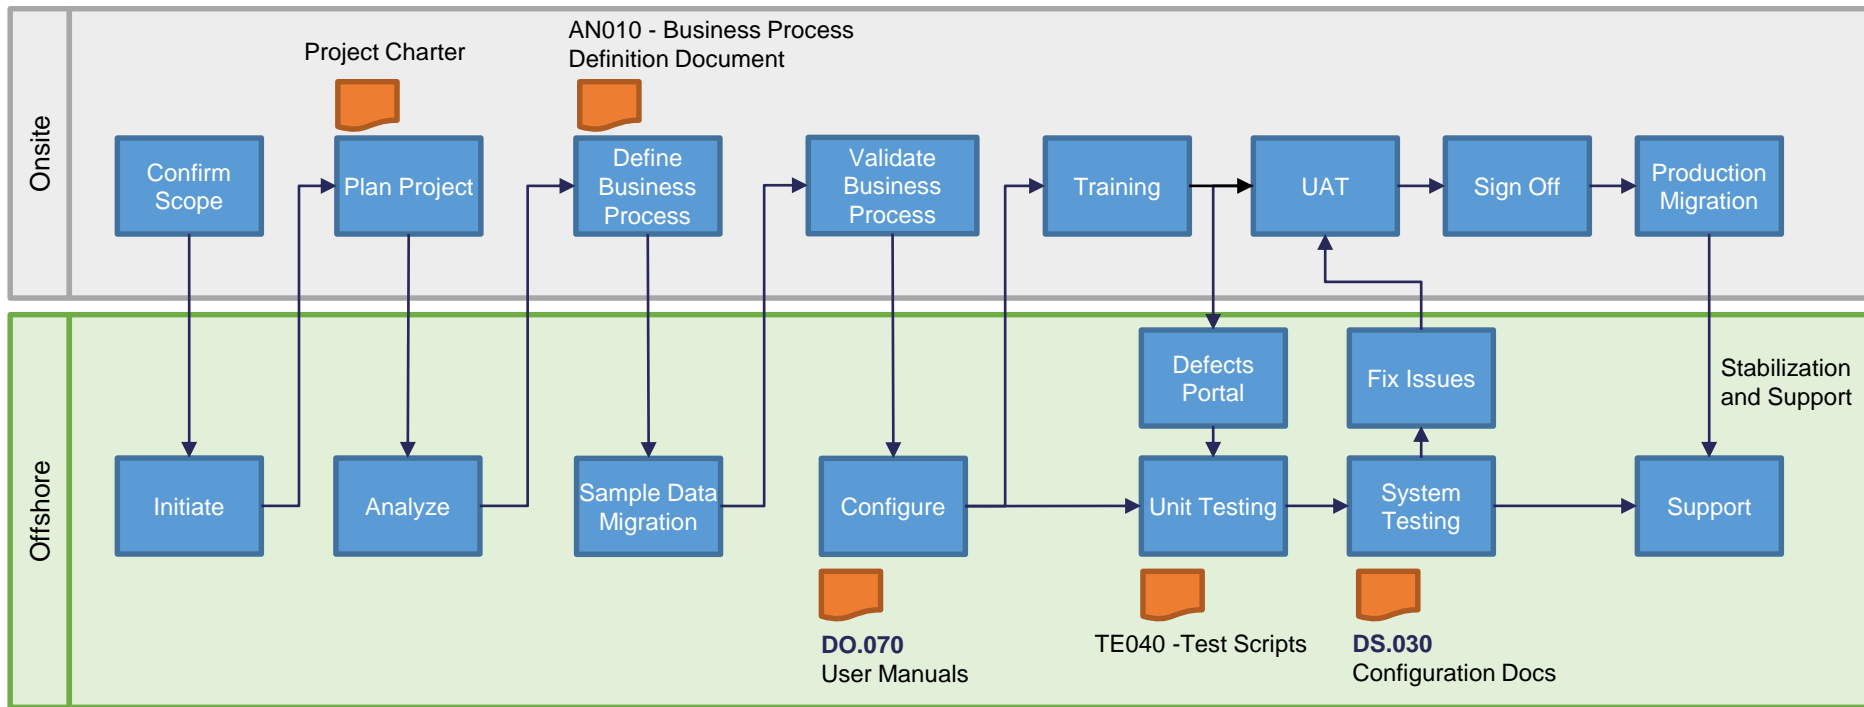 Onsite
Project Charter
AN010 - Business Process
Definition Document
Confirm
Scope
Plan Project
Define
Business
Process
Validate
Business
Process
Training
UAT
Sign Off
Production
Migration
Offshore
Defects
Portal
Fix Issues
Stabilization
and Support
Initiate
Analyze
Sample Data
Migration
Configure
Unit Testing
System
Testing
Support
DO.070
User Manuals
TE040 -Test Scripts
DS.030
Configuration Docs